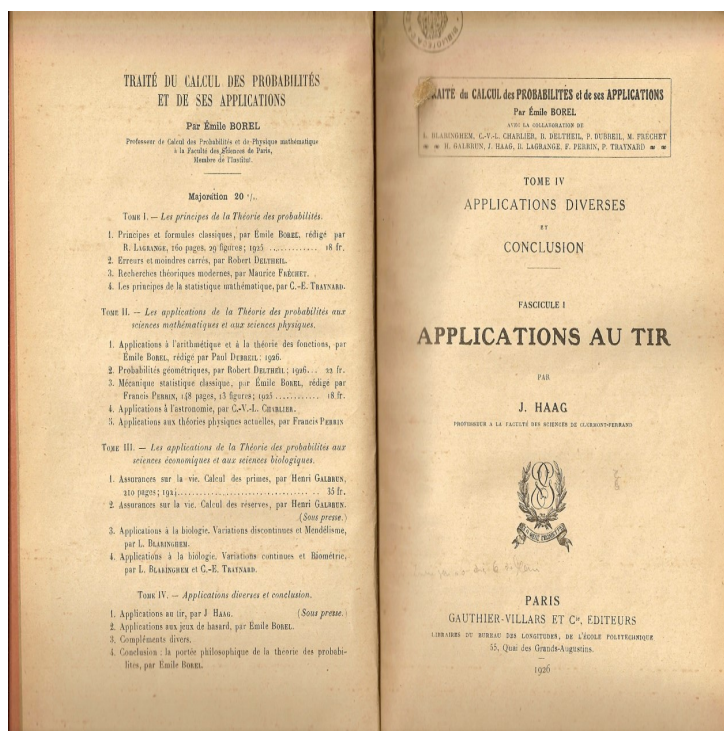 TRAITÉ DU CALCUL DES PROBABILITÉS
ET DE SES APPLICATIONS
Par Émile BOREL
Professeur de Calcul des Probabilités et de Physique mathématique
à la Faculté des Sciences de Paris,
Membre de l'Institut.
Majoration 20 %.
TOME I. — Les principes de la Théorie des probabilités.
1. Principes et formules classiques, par Émile BOREL, rédigé par
R. LAGRANGE, 160 pages, 29 figures; 1925 ............. 18 fr.
2. Erreurs et moindres carrés, par Robert DELTHEIL.
3. Recherches théoriques modernes, par Maurice FRÉCHET.
4. Les principes de la statistique mathématique, par C.-E. TRAYNARD.
TOME II. — Les applications de la Théorie des probabilités aux
sciences mathématiques et aux sciences physiques.
1. Applications à l'arithmétique et à la théorie des fonctions, par
Émile BOREL, rédigé par Paul DUBREIL; 1926.
2. Probabilités géométriques, par Robert DELTHEIL; 1926... 22 fr.
3. Mécanique statistique classique, par Émile BOREL, rédigé par
Francis PERRIN, 148 pages, 13 figures; 1925 ............ 18 fr.
4. Applications à l'astronomie, par C.-V.-L. CHARLIER.
5. Applications aux théories physiques actuelles, par Francis PERRIN
TOME III. — Les applications de la Théorie des probabilités aux
sciences économiques et aux sciences biologiques.
1. Assurances sur la vie. Calcul des primes, par Henri GALBRUN,
210 pages; 1924................................ 35 fr.
2. Assurances sur la vie. Calcul des réserves, par Henri GALBRUN.
(Sous presse.)
3. Applications à la biologie. Variations discontinues et Mendélisme,
par L. BLARINGHEM.
4. Applications à la biologie. Variations continues et Biométrie,
par L. BLARINGHEM et C.-E. TRAYNARD.
TOME IV. — Applications diverses et conclusion.
1. Applications au tir, par J HAAG. (Sous presse.)
2. Applications aux jeux de hasard, par Émile BOREL.
3. Compléments divers.
4. Conclusion : la portée philosophique de la théorie des probabi-
lités, par Émile BOREL.
TRAITÉ du CALCUL des PROBABILITÉS et de ses APPLICATIONS
Par Émile BOREL
AVEC LA COLLABORATION DE
L. BLARINGHEM, C.-V.-L. CHARLIER, R. DELTHEIL, P. DUBREIL, M. FRÉCHET
H. GALBRUN, J. HAAG, R. LAGRANGE, F. PERRIN, P. TRAYNARD
TOME IV
APPLICATIONS DIVERSES
ET
CONCLUSION
FASCICULE I
APPLICATIONS AU TIR
PAR
J. HAAG
PROFESSEUR A LA FACULTÉ DES SCIENCES DE CLERMONT-FERRAND
PARIS
GAUTHIER-VILLARS ET Cie, EDITEURS
LIBRAIRES DU BUREAU DES LONGITUDES, DE L'ÉCOLE POLYTECHNIQUE
55, Quai des Grands-Augustins.
1926